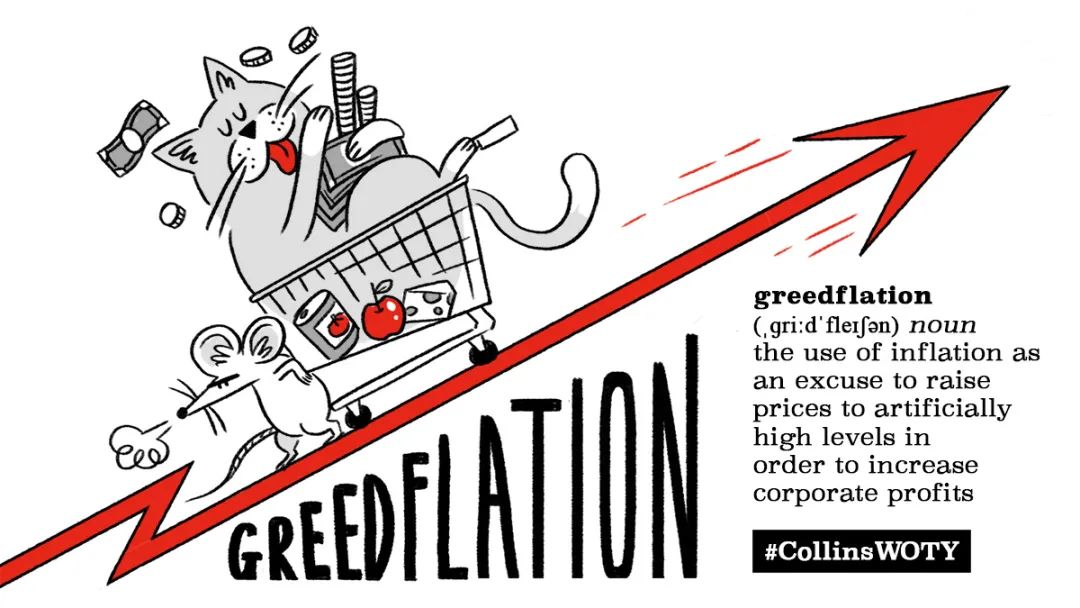 GREEDFLATION
greedflation
(ˌɡriːdˈfleɪʃən) noun
the use of inflation as
an excuse to raise
prices to artificially
high levels in
order to increase
corporate profits
#CollinsWOTY